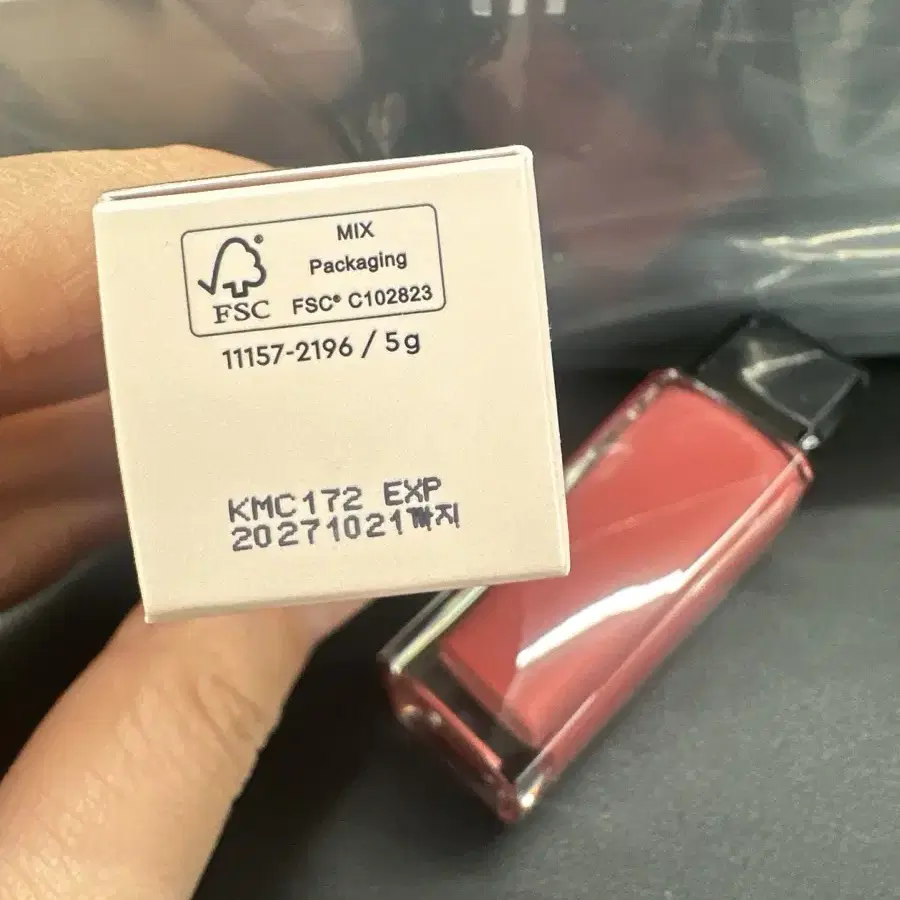 MIX
Packaging
FSC
FSC® C102823
11157-2196 / 5g
KMC172 EXP
20271021까지